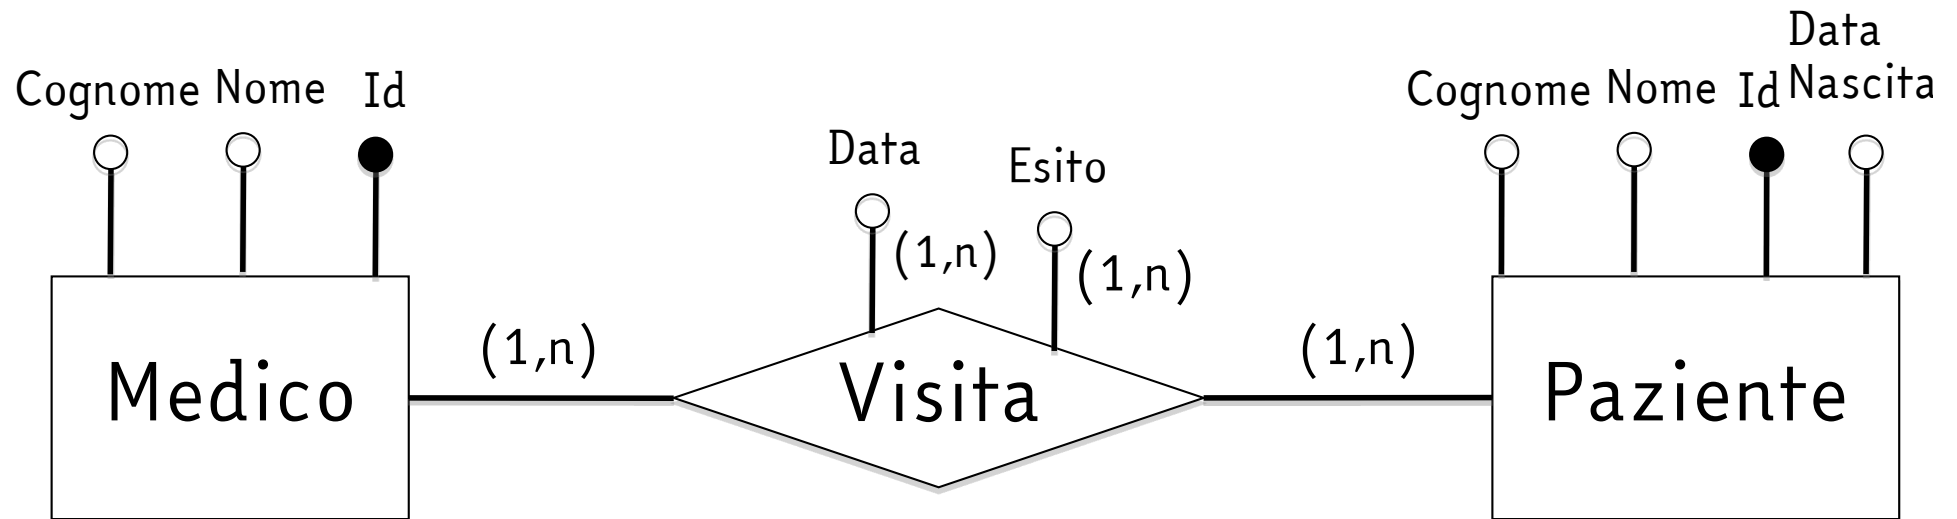 Cognome Nome Id
Data
Esito
(1,n)
(1,n)
Cognome Nome Id
Data
Nascita
Medico
(1,n)
Visita
(1,n)
Paziente